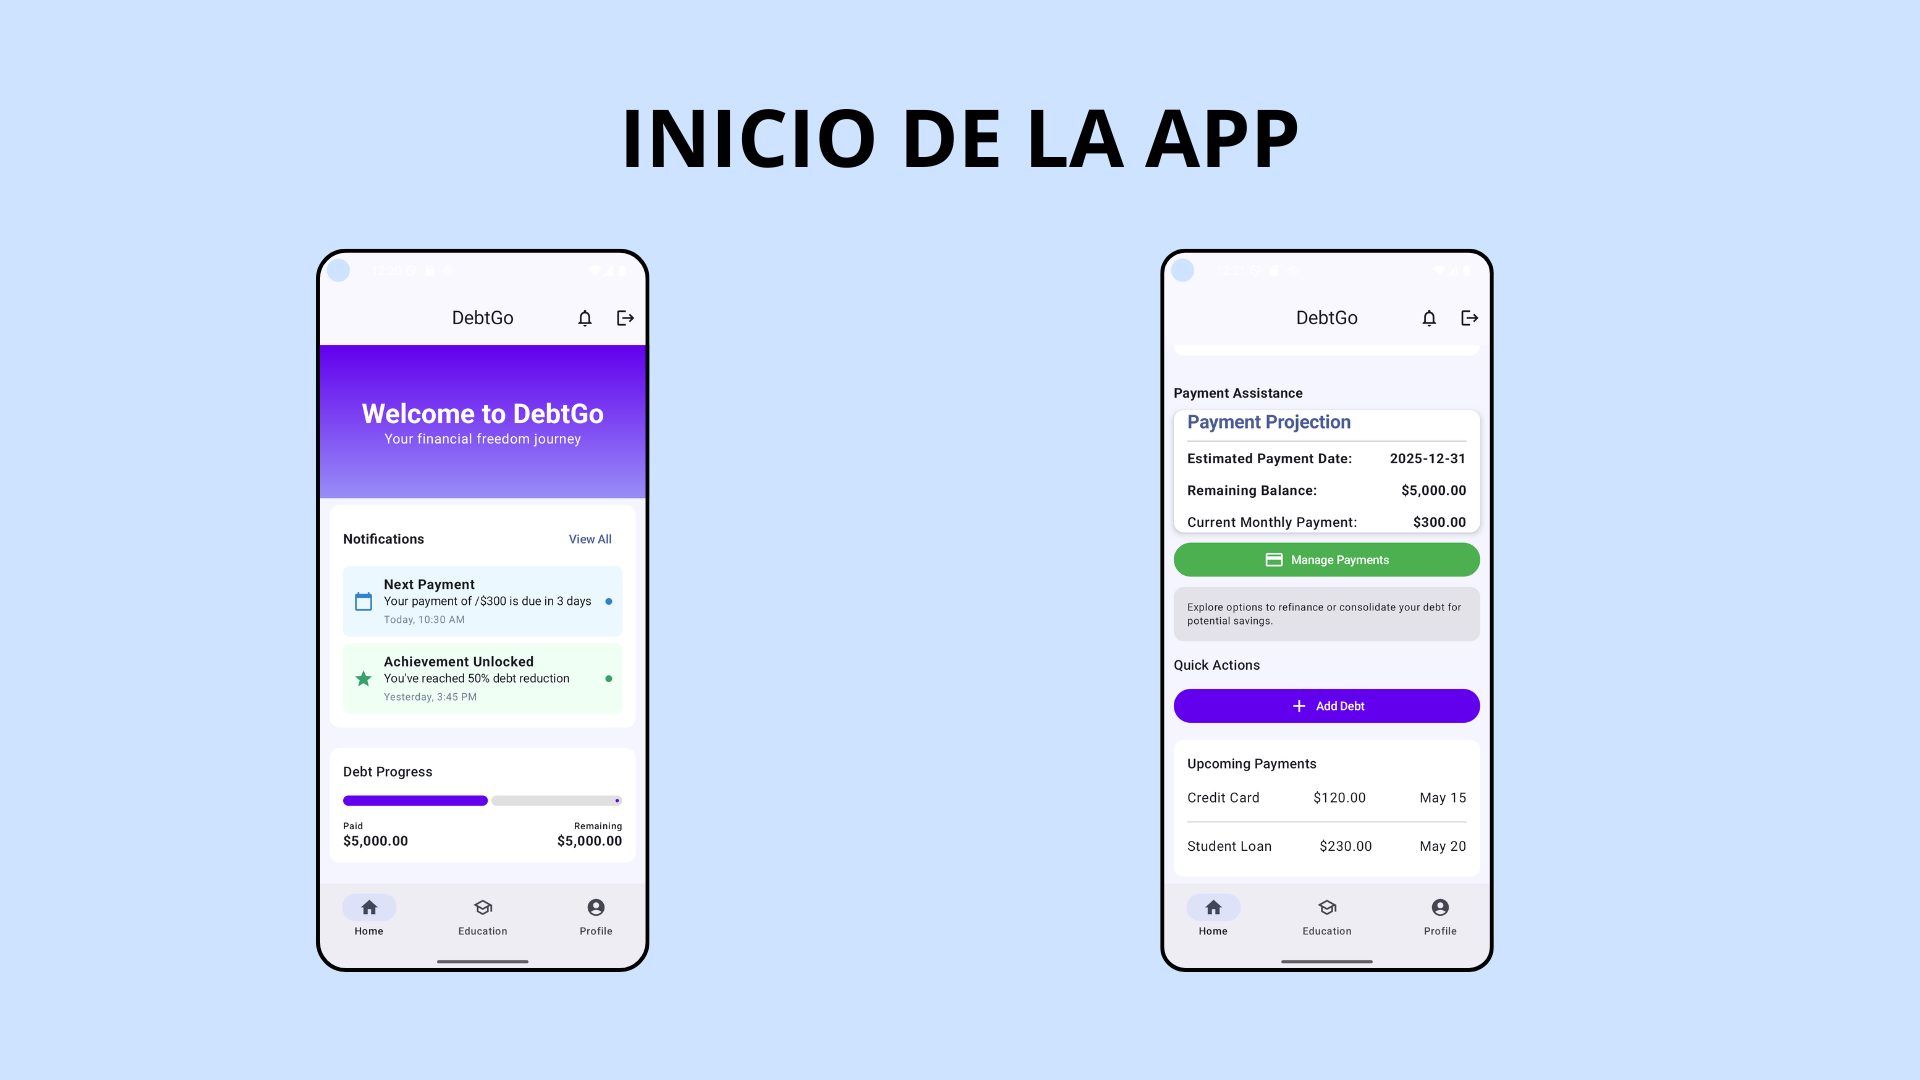 INICIO DE LA APP
DebtGo
Welcome to DebtGo
Your financial freedom journey
Notifications
View All
Next Payment
Your payment of /$300 is due in 3 days
Today, 10:30 AM
Achievement Unlocked
You've reached 50% debt reduction
Yesterday, 3:45 PM
Debt Progress
Paid
Remaining
$5,000.00
$5,000.00
Home
Education
Profile
DebtGo
Payment Assistance
Payment Projection
Estimated Payment Date:
2025-12-31
Remaining Balance:
$5,000.00
Current Monthly Payment:
$300.00
Manage Payments
Explore options to refinance or consolidate your debt for
potential savings.
Quick Actions
Add Debt
Upcoming Payments
Credit Card
$120.00
May 15
Student Loan
$230.00
May 20
Home
Education
Profile